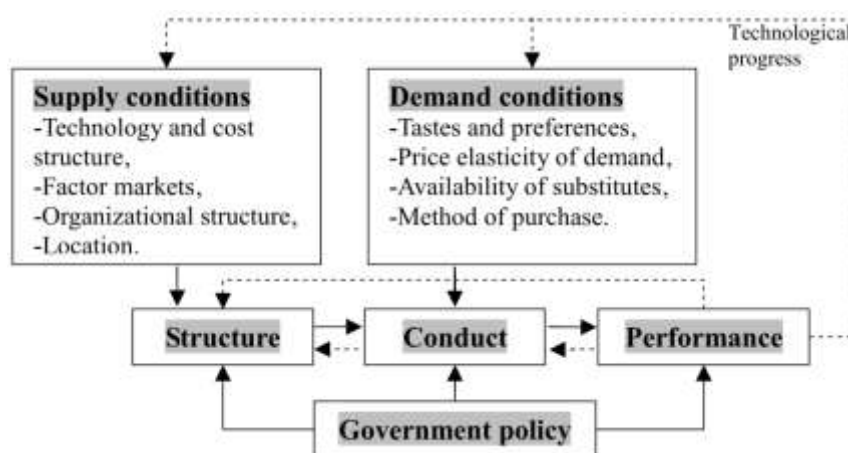 Technological
progress
Supply conditions
-Technology and cost
structure,
-Factor markets,
-Organizational structure,
-Location.
Demand conditions
-Tastes and preferences,
-Price elasticity of demand,
-Availability of substitutes,
-Method of purchase.
Structure
Conduct
Performance
Government policy